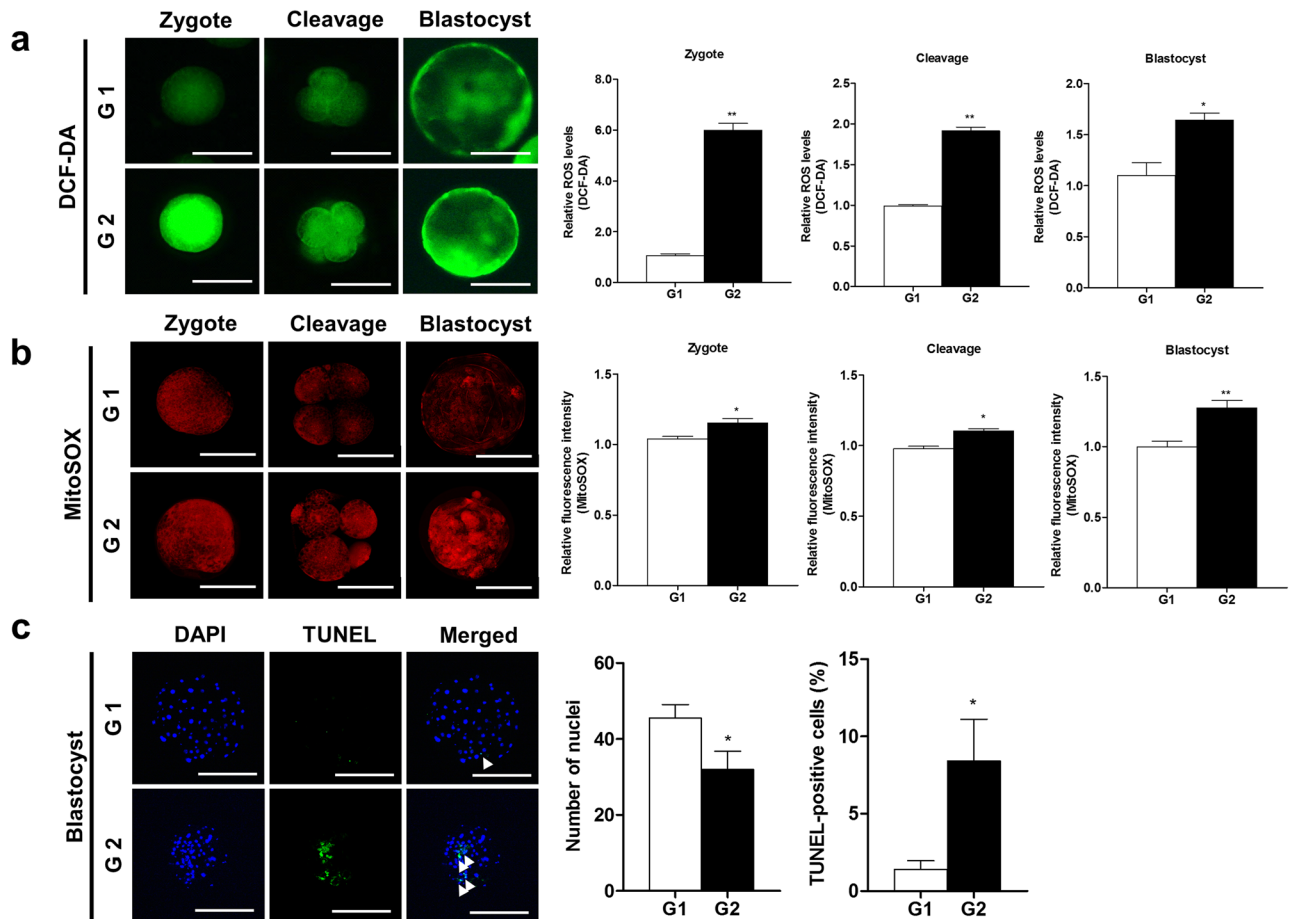 a
Zygote Cleavage Blastocyst
DCF-DA
G 1
G 2
Zygote
Relative ROS levels
(DCF-DA)
8.0
6.0
4.0
2.0
0.0
**
G1 G2
Cleavage
Relative ROS levels
(DCF-DA)
2.5
2.0
1.5
1.0
0.5
0.0
**
G1 G2
Blastocyst
Relative ROS levels
(DCF-DA)
2.0
1.5
1.0
0.5
0.0
*
G1 G2
b
Zygote Cleavage Blastocyst
MitoSOX
G 1
G 2
Zygote
Relative fluorescence intensity
(MitoSOX)
1.5
1.0
0.5
0.0
*
G1 G2
Cleavage
Relative fluorescence intensity
(MitoSOX)
1.5
1.0
0.5
0.0
*
G1 G2
Blastocyst
Relative fluorescence intensity
(MitoSOX)
1.5
1.0
0.5
0.0
**
G1 G2
c
DAPI TUNEL Merged
Blastocyst
G 1
G 2
Number of nuclei
60
40
20
0
*
G1 G2
TUNEL-positive cells (%)
15
10
5
0
*
G1 G2